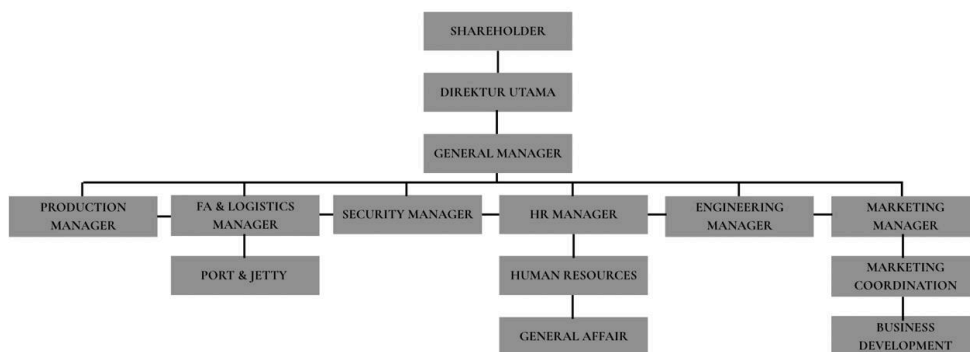 SHAREHOLDER
DIREKTUR UTAMA
GENERAL MANAGER
PRODUCTION
MANAGER
FA & LOGISTICS
MANAGER
SECURITY MANAGER
HR MANAGER
ENGINEERING
MANAGER
MARKETING
MANAGER
PORT & JETTY
HUMAN RESOURCES
MARKETING
COORDINATION
GENERAL AFFAIR
BUSINESS
DEVELOPMENT